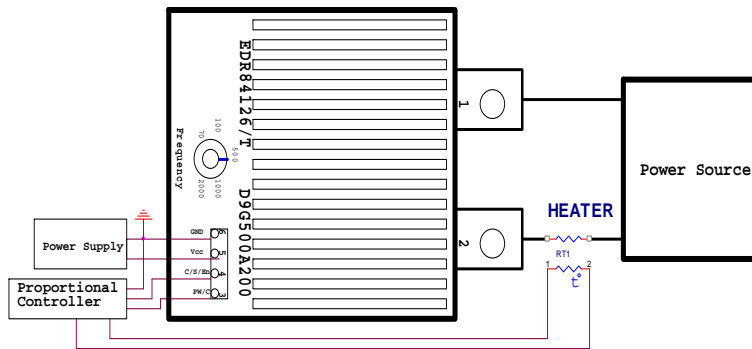 EDR84126/T D9G500A200
Frequency
70
100
500
1000
2000
1
2
Power Source
HEATER
RT1
1
2
t°
Power Supply
Proportional
Controller
GND
6
Vcc
5
C/S/En
4
PW/C
3